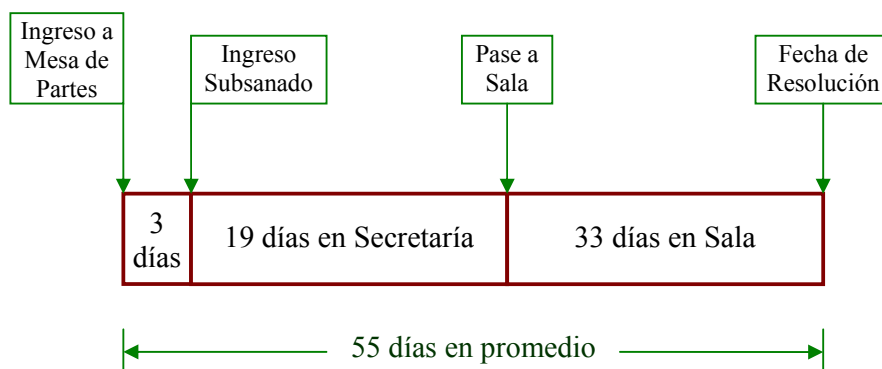 Ingreso a
Mesa de
Partes
Ingreso
Subsanado
Pase a
Sala
Fecha de
Resolución
3
días
19 días en Secretaría
33 días en Sala
55 días en promedio